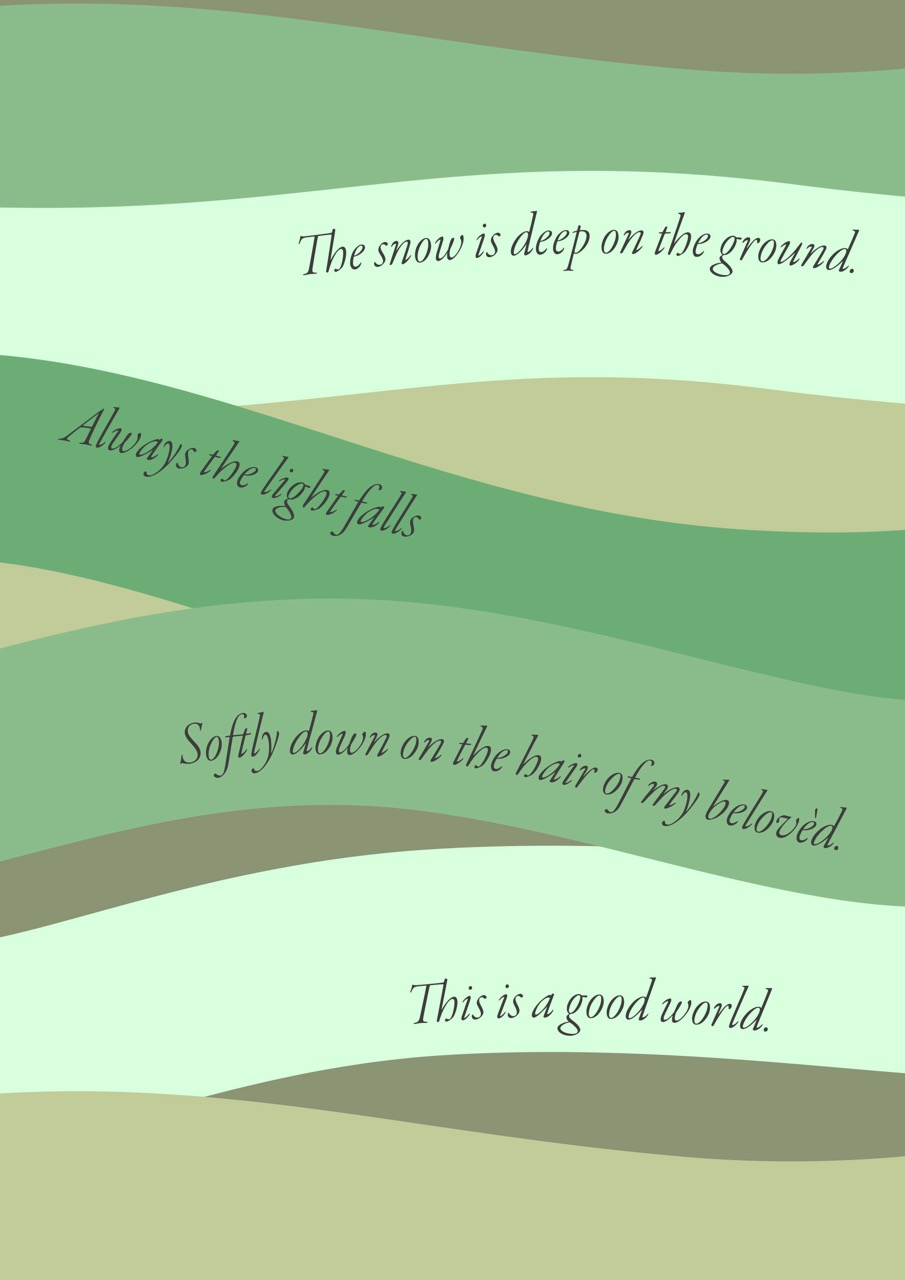 The snow is deep on the ground.
Always the light falls
Softly down on the hair of my belovèd.
This is a good world.